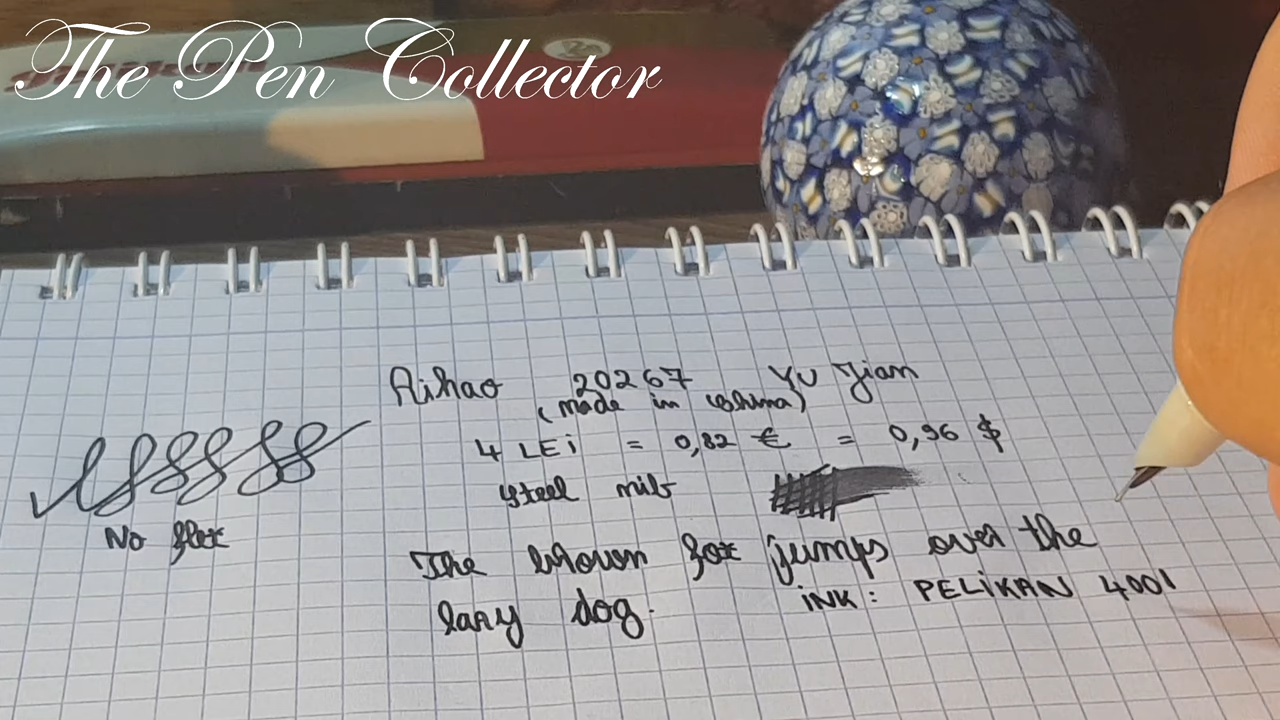 The Pen Collector
Aihao 20267 Yu Jian
(made in China)
4 LEi = 0,82 € = 0,96 $
steel nib
No flex
The brown fox jumps over the
lazy dog.
iNK: PELiKAN 4001